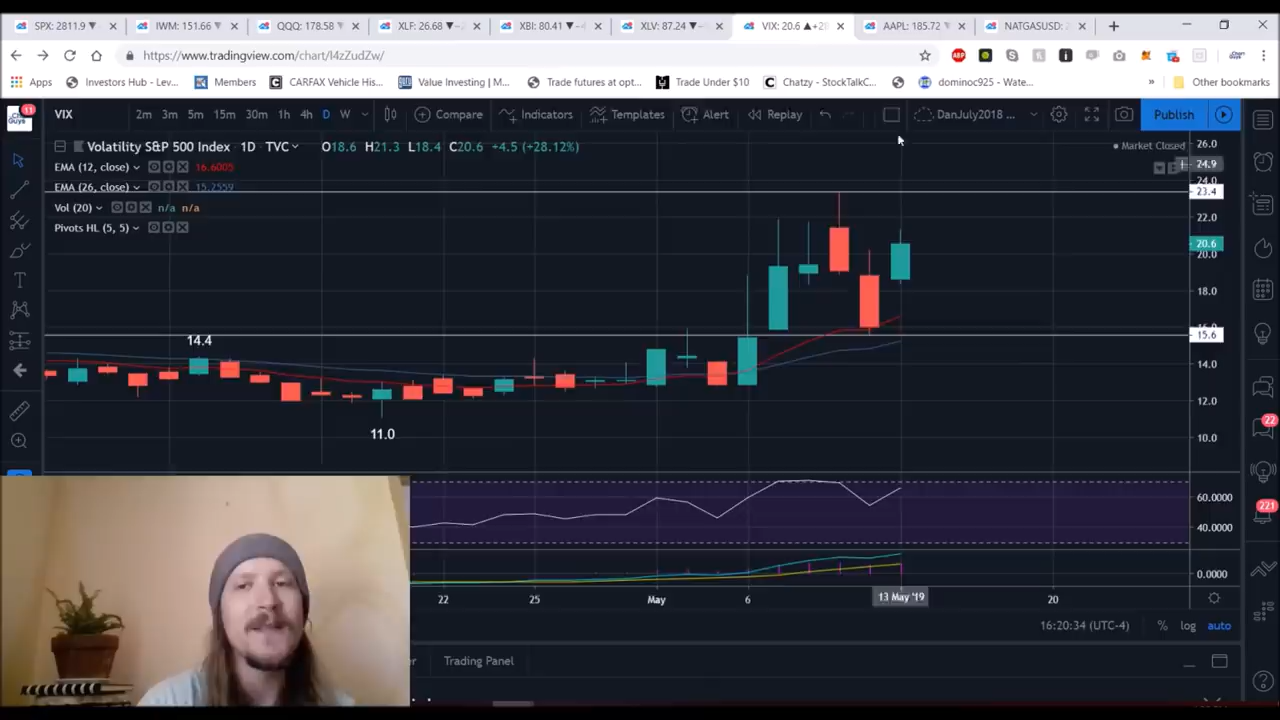 SPX: 2811.9 ▼
IWM: 151.66 ▼
QQQ: 178.58 ▼
XLF: 26.68 ▼
XBI: 80.41 ▼
XLV: 87.24 ▼
VIX: 20.6 ▲ +2
AAPL: 185.72 ▼
NATGASUSD: 2
https://www.tradingview.com/chart/I4zZudZw/
Apps
Investors Hub - Lev...
Members
CARFAX Vehicle His...
Value Investing | M...
Trade futures at opt...
Trade Under $10
Chatzy - StockTalkC...
dominoc925 - Wate...
»
Other bookmarks
11
VIX
2m 3m 5m 15m 30m 1h 4h D W
Compare
Indicators
Templates
Alert
Replay
DanJuly2018 ...
Publish
Volatility S&P 500 Index · 1D · TVC
O18.6 H21.3 L18.4 C20.6 +4.5 (+28.12%)
Market Closed
EMA (12, close) 16.6005
EMA (26, close) 15.2559
Vol (20) n/a n/a
Pivots HL (5, 5)
26.0
24.9
24.0
23.4
22.0
20.6
20.0
18.0
15.6
14.0
12.0
10.0
14.4
11.0
60.0000
40.0000
0.0000
22
25
May
6
13 May '19
20
16:20:34 (UTC-4)
%
log
auto
Trading Panel
22
221